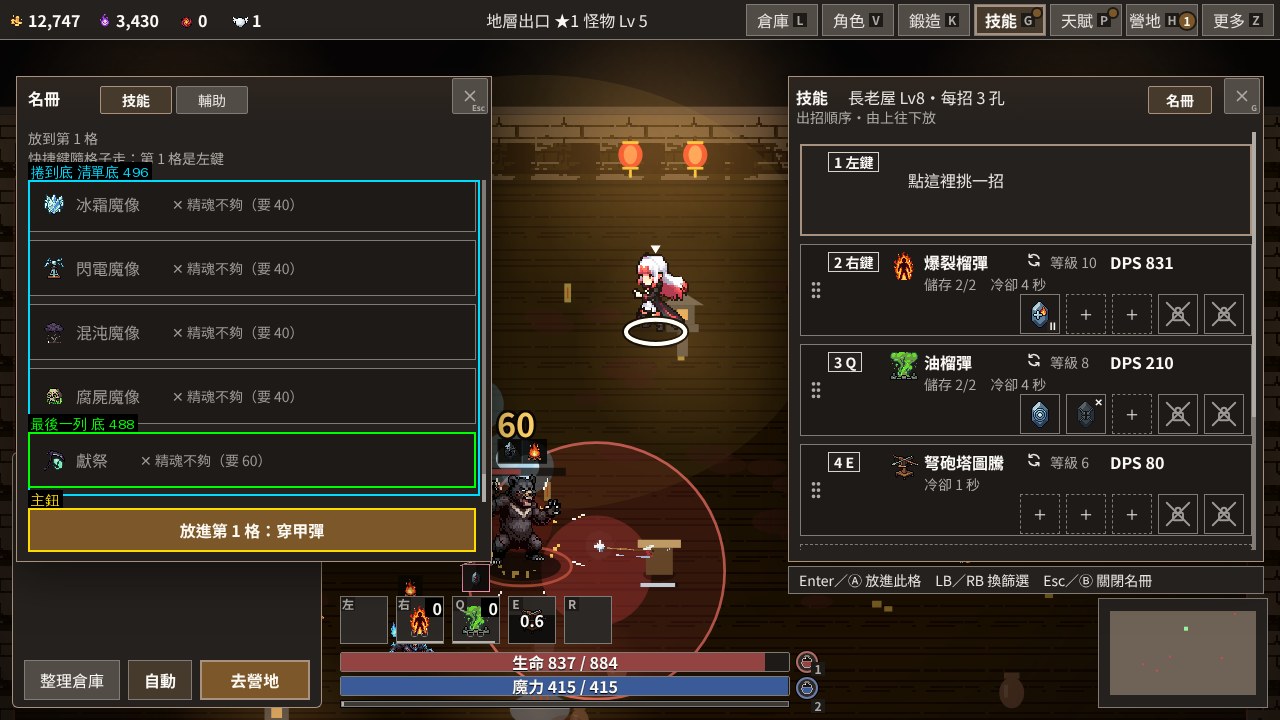 12,747 3,430 0 1
地層出口 ★1 怪物 Lv 5
倉庫 L 角色 V 鍛造 K 技能 G 天賦 P 營地 H 1 更多 Z
名冊 技能 輔助 Esc
放到第 1 格
快捷鍵隨格子走：第 1 格是左鍵
捲到底 清單底 496
冰霜魔像 ✕ 精魂不夠（要 40）
閃電魔像 ✕ 精魂不夠（要 40）
混沌魔像 ✕ 精魂不夠（要 40）
腐屍魔像 ✕ 精魂不夠（要 40）
最後一列 底 488
獻祭 ✕ 精魂不夠（要 60）
主鈕
放進第 1 格：穿甲彈
整理倉庫 自動 去營地
60
技能 長老屋 Lv8・每招 3 孔 名冊 G
出招順序・由上往下放
1 左鍵 點這裡挑一招
2 右鍵 爆裂榴彈 等級 10 DPS 831
儲存 2/2 冷卻 4 秒
II + +
3 Q 油榴彈 等級 8 DPS 210
儲存 2/2 冷卻 4 秒
+
4 E 弩砲塔圖騰 等級 6 DPS 80
冷卻 1 秒
+ + +
Enter／Ⓐ 放進此格 LB／RB 換篩選 Esc／Ⓑ 關閉名冊
左 右 0 Q 0 E 0.6 R
生命 837 / 884 1
魔力 415 / 415 2